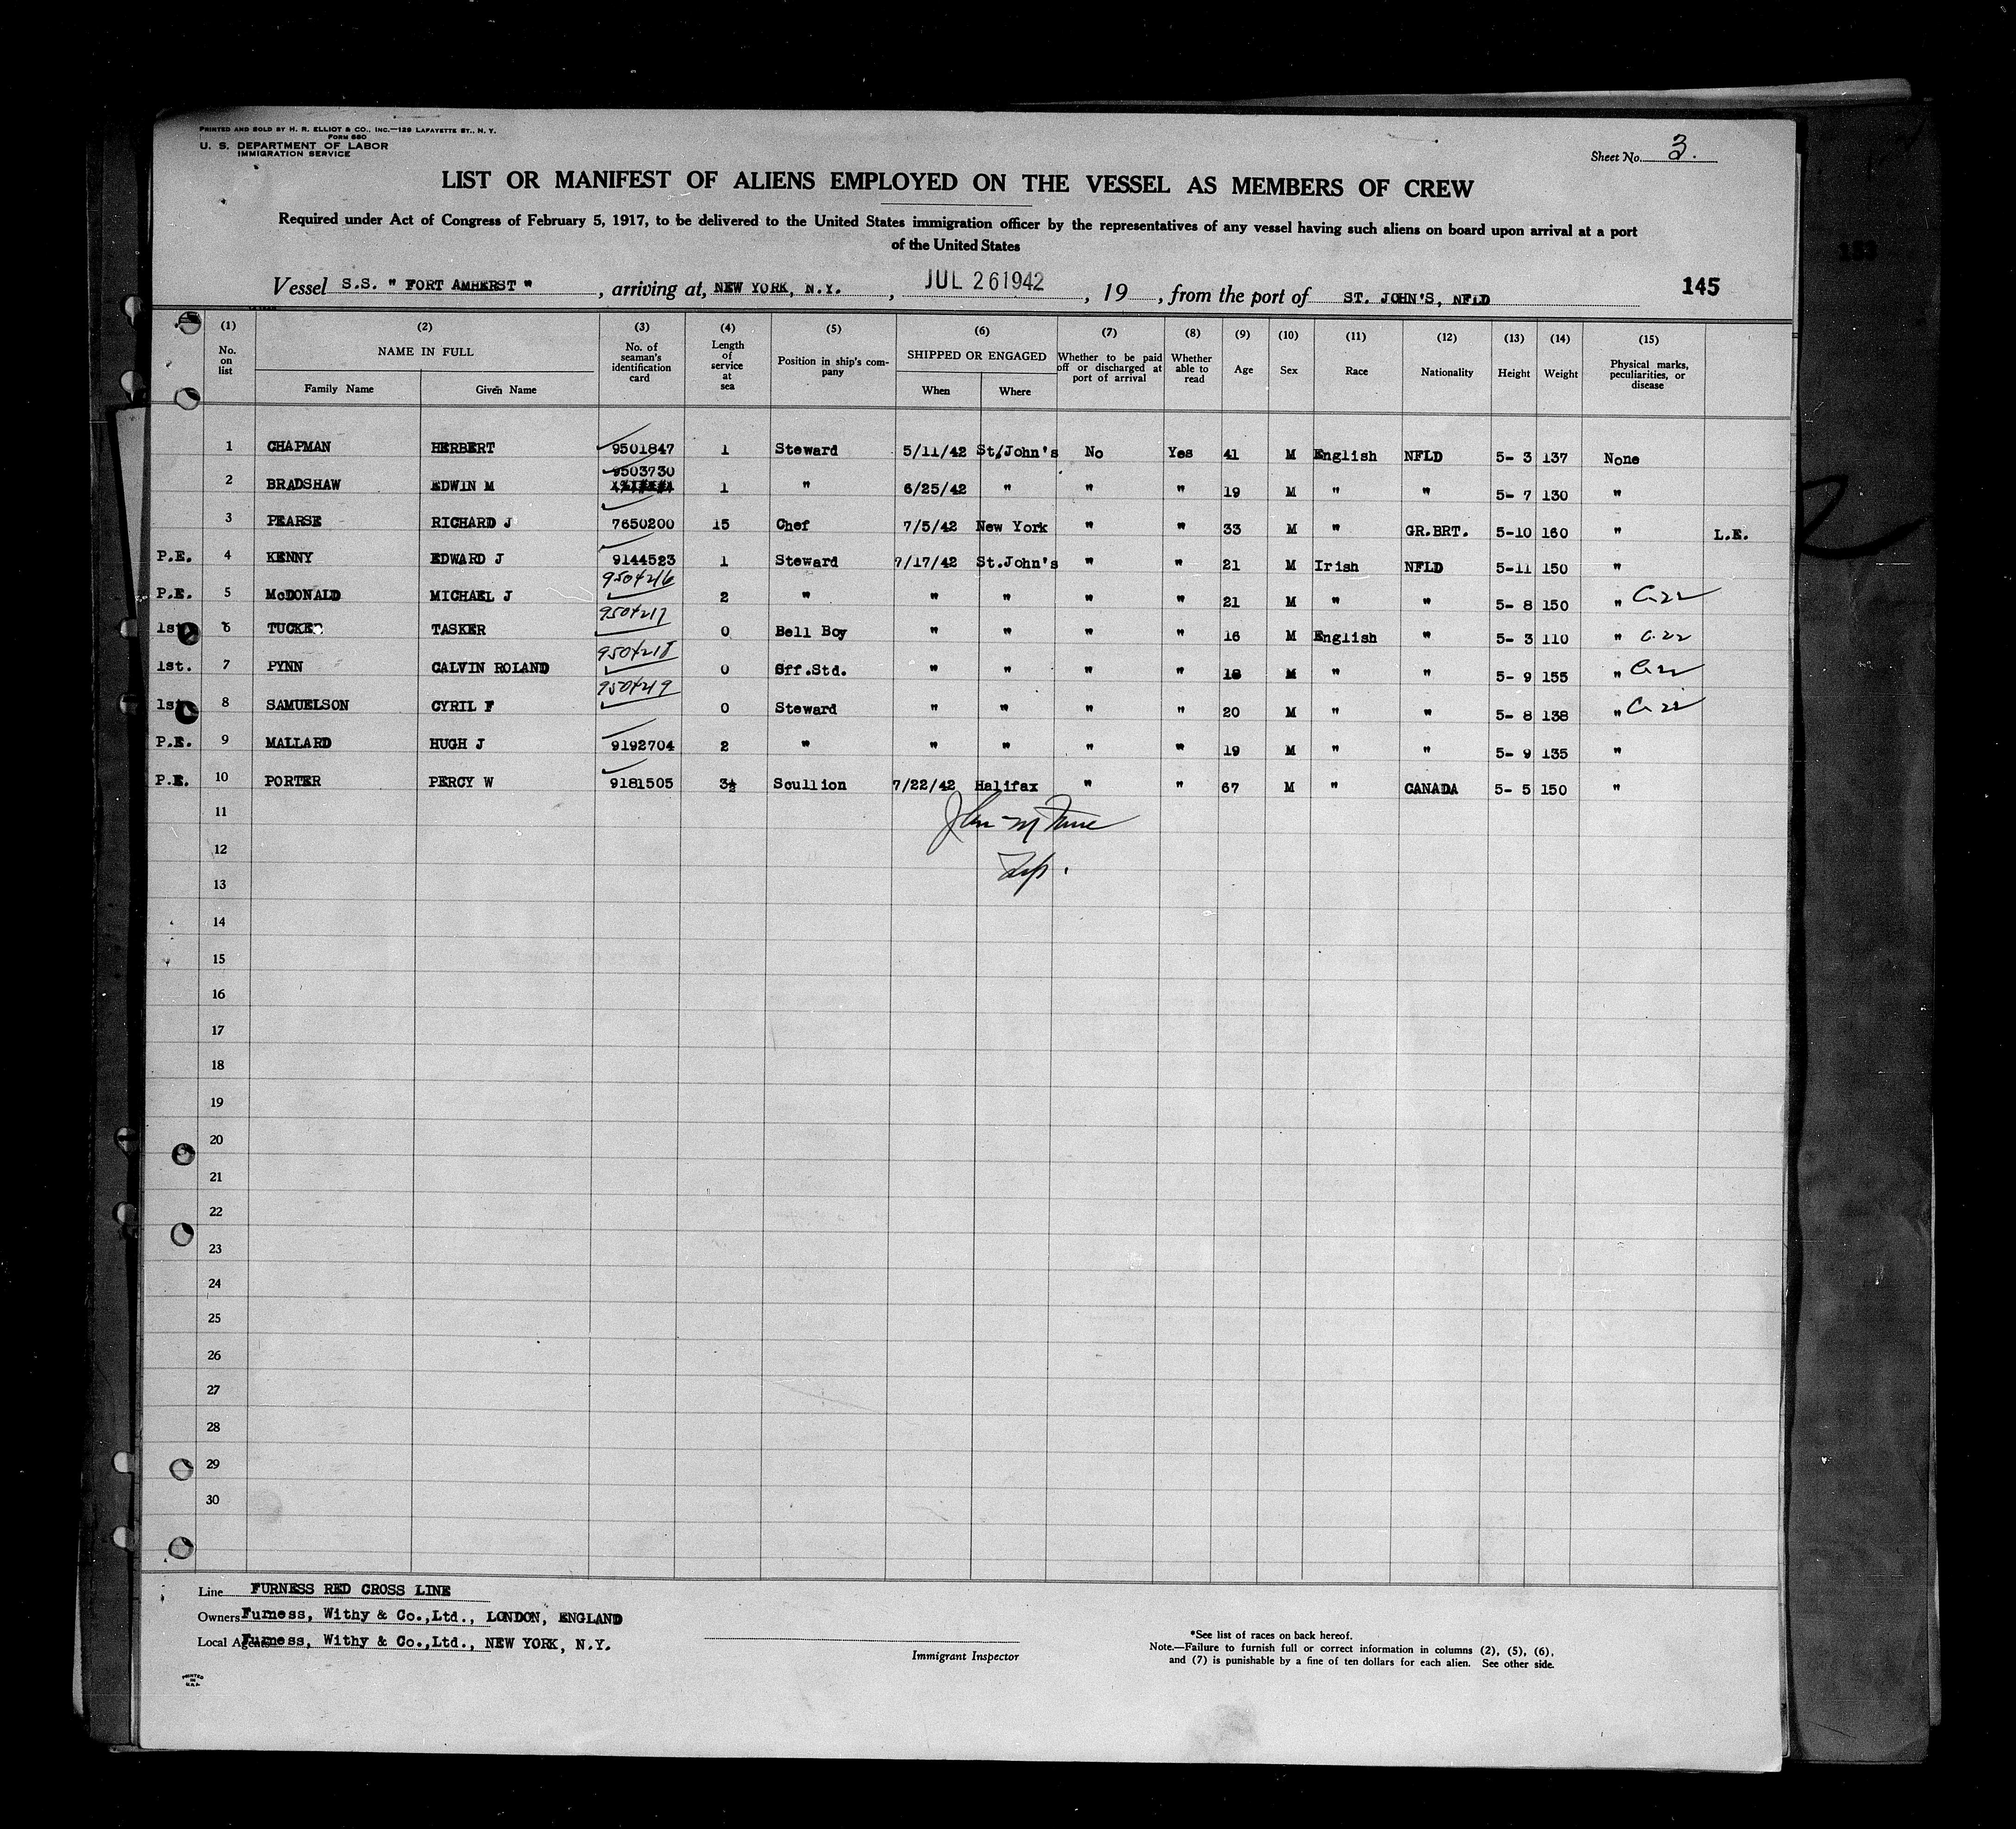 PRINTED AND SOLD BY H. R. ELLIOT & CO., INC.—129 LAFAYETTE ST., N. Y.
FORM 680
U. S. DEPARTMENT OF LABOR
IMMIGRATION SERVICE
Sheet No. 3.
LIST OR MANIFEST OF ALIENS EMPLOYED ON THE VESSEL AS MEMBERS OF CREW
Required under Act of Congress of February 5, 1917, to be delivered to the United States immigration officer by the representatives of any vessel having such aliens on board upon arrival at a port
of the United States
Vessel S.S. " FORT AMHERST " , arriving at, NEW YORK, N.Y. , JUL 26 1942 , 19 , from the port of ST. JOHN'S, NFLD 145
(1) (2) (3) (4) (5) (6) (7) (8) (9) (10) (11) (12) (13) (14) (15)
No. on list NAME IN FULL Family Name Given Name No. of seaman's identification card Length of service at sea Position in ship's company SHIPPED OR ENGAGED When Where Whether to be paid off or discharged at port of arrival Whether able to read Age Sex Race Nationality Height Weight Physical marks, peculiarities, or disease
1 CHAPMAN HERBERT 9501847 1 Steward 5/11/42 St/John's No Yes 41 M English NFLD 5- 3 137 None
2 BRADSHAW EDWIN M 9503730 1 " 6/25/42 " " " 19 M " " 5- 7 130 "
3 PEARSE RICHARD J 7650200 15 Chef 7/5/42 New York " " 33 M " GR.BRT. 5-10 160 " L.E.
P.E. 4 KENNY EDWARD J 9144523 1 Steward 7/17/42 St.John's " " 21 M Irish NFLD 5-11 150 "
P.E. 5 McDONALD MICHAEL J 9504216 2 " " " " " 21 M " " 5- 8 150 " C-22
1st 6 TUCKER TASKER 9504217 0 Bell Boy " " " " 16 M English " 5- 3 110 " C-22
1st. 7 PYNN CALVIN ROLAND 9504218 0 Off.Std. " " " " 18 M " " 5- 9 155 " C-22
1st 8 SAMUELSON CYRIL F 9504219 0 Steward " " " " 20 M " " 5- 8 138 " C-22
P.E. 9 MALLARD HUGH J 9192704 2 " " " " " 19 M " " 5- 9 135 "
P.E. 10 PORTER PERCY W 9181505 3½ Scullion 7/22/42 Halifax " " 67 M " CANADA 5- 5 150 "
11
12
13
14
15
16
17
18
19
20
21
22
23
24
25
26
27
28
29
30
Line FURNESS RED CROSS LINE
Owners Furness, Withy & Co.,Ltd., LONDON, ENGLAND
Local Agents Furness, Withy & Co.,Ltd., NEW YORK, N.Y.
Immigrant Inspector
*See list of races on back hereof.
Note.—Failure to furnish full or correct information in columns (2), (5), (6),
and (7) is punishable by a fine of ten dollars for each alien. See other side.
PRINTED
IN
U.S.A.